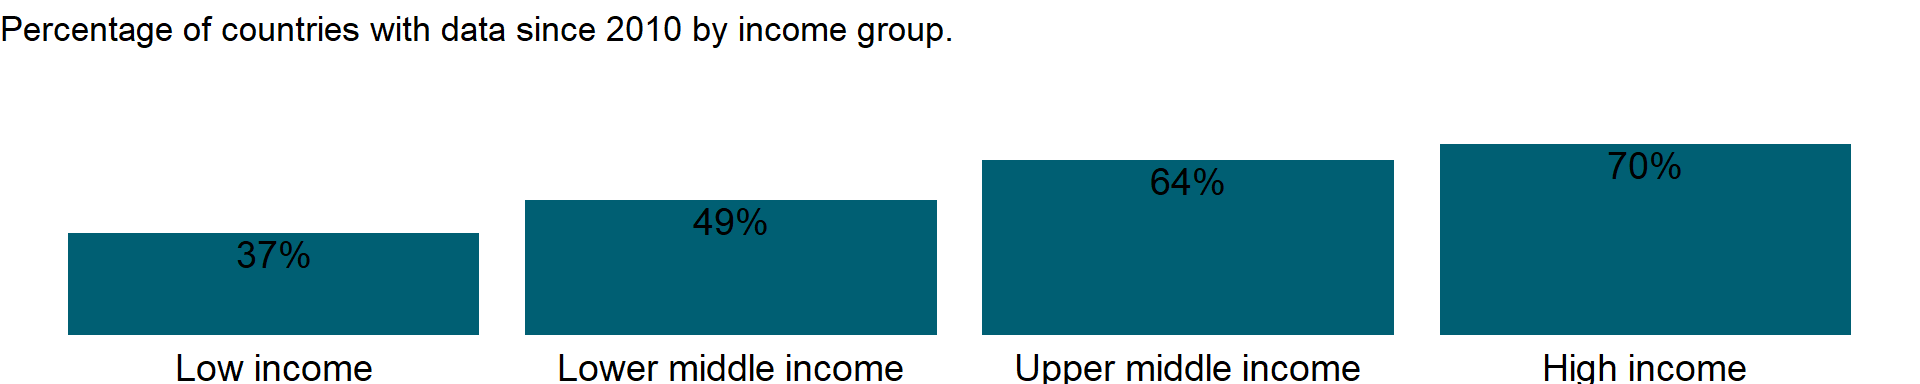 Percentage of countries with data since 2010 by income group.
37%
49%
64%
70%
Low income
Lower middle income
Upper middle income
High income